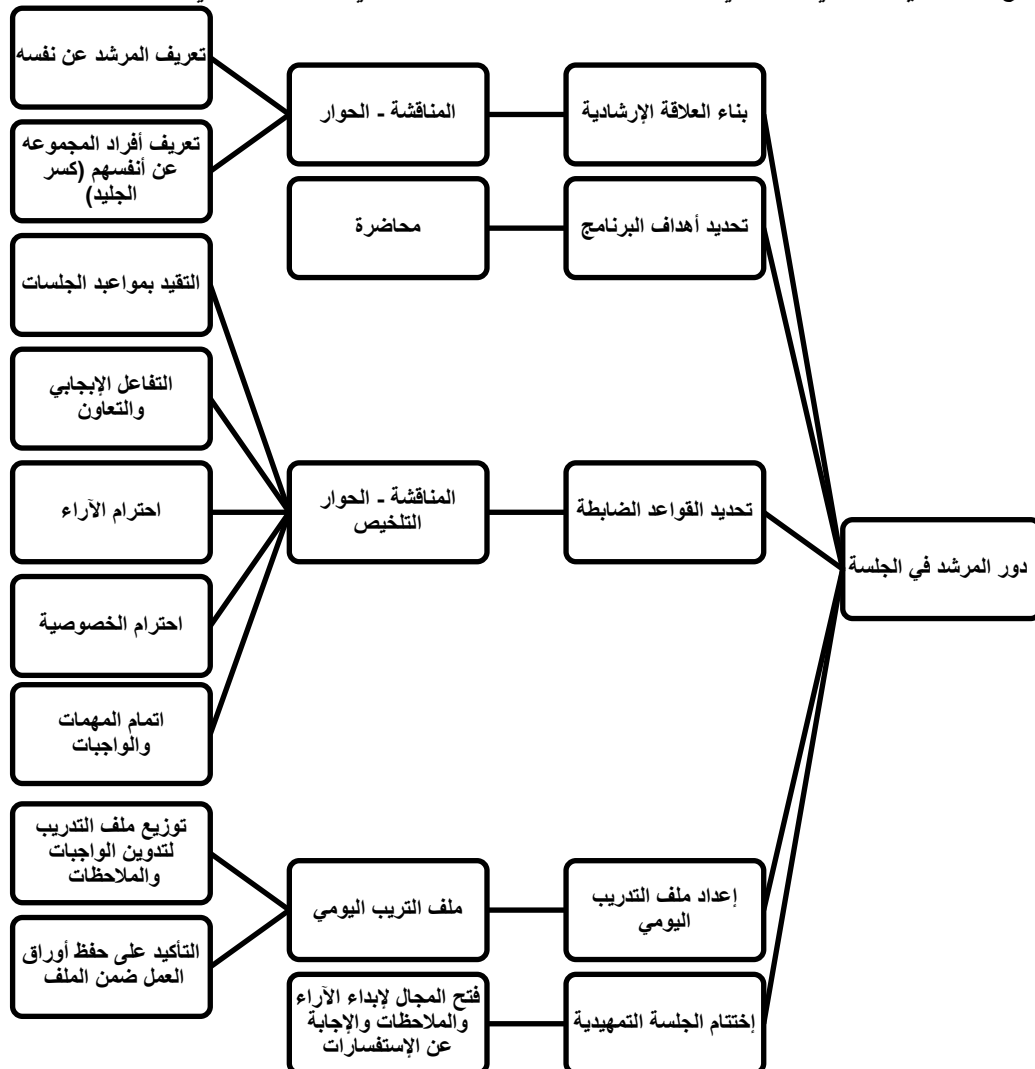 دور المرشد في الجلسة
بناء العلاقة الإرشادية
المناقشة - الحوار
تعريف المرشد عن نفسه
تعريف أفراد المجموعه
عن أنفسهم (كسر
الجليد)
تحديد أهداف البرنامج
محاضرة
تحديد القواعد الضابطة
المناقشة - الحوار
التلخيص
التقيد بمواعيد الجلسات
التفاعل الإيجابي
والتعاون
احترام الآراء
احترام الخصوصية
اتمام المهمات
والواجبات
إعداد ملف التدريب
اليومي
ملف التريب اليومي
توزيع ملف التدريب
لتدوين الواجبات
والملاحظات
التأكيد على حفظ أوراق
العمل ضمن الملف
إختتام الجلسة التمهيدية
فتح المجال لإبداء الآراء
والملاحظات والإجابة
عن الإستفسارات